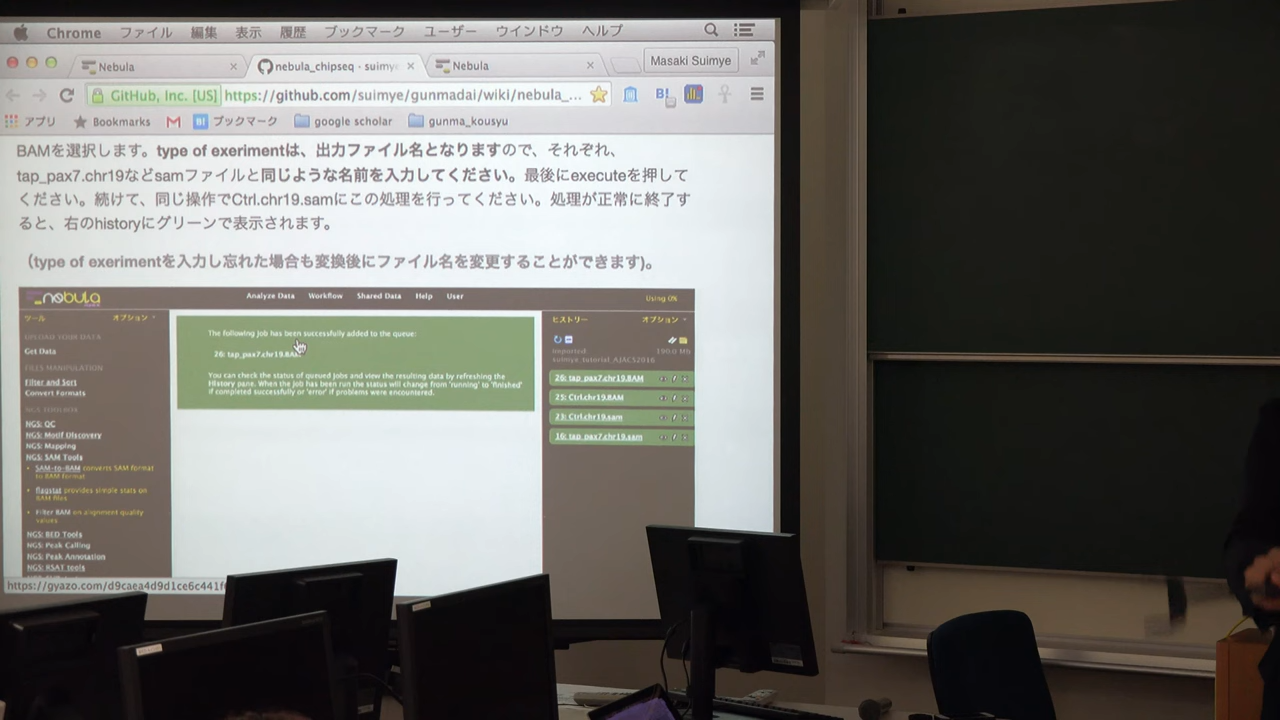 Chrome ファイル 編集 表示 履歴 ブックマーク ユーザー ウインドウ ヘルプ
Nebula × nebula_chipseq · suimye × Nebula × Masaki Suimye
GitHub, Inc. [US] https://github.com/suimye/gunmadai/wiki/nebula_... B!
アプリ Bookmarks B! ブックマーク google scholar gunma_kousyu
BAMを選択します。type of exerimentは、出力ファイル名となりますので、それぞれ、
tap_pax7.chr19などsamファイルと同じような名前を入力してください。最後にexecuteを押して
ください。続けて、同じ操作でCtrl.chr19.samにこの処理を行ってください。処理が正常に終了す
ると、右のhistoryにグリーンで表示されます。
（type of exerimentを入力し忘れた場合も変換後にファイル名を変更することができます)。
nebula Analyze Data Workflow Shared Data Help User Using 0%
ツール オプション
UPLOAD YOUR DATA
Get Data
FILES MANIPULATION
Filter and Sort
Convert Formats
NGS TOOLBOX
NGS: QC
NGS: Motif Discovery
NGS: Mapping
NGS: SAM Tools
SAM-to-BAM converts SAM format
to BAM format
flagstat provides simple stats on
BAM files
Filter BAM on alignment quality
values
NGS: BED Tools
NGS: Peak Calling
NGS: Peak Annotation
NGS: RSAT tools
The following job has been successfully added to the queue:
26: tap_pax7.chr19.BAM
You can check the status of queued jobs and view the resulting data by refreshing the
History pane. When the job has been run the status will change from 'running' to 'finished'
if completed successfully or 'error' if problems were encountered.
ヒストリー オプション
imported: 190.0 Mb
suimye_tutorial_AJACS2016
26: tap_pax7.chr19.BAM
25: Ctrl.chr19.BAM
23: Ctrl.chr19.sam
16: tap_pax7.chr19.sam
https://gyazo.com/d9caea4d9d1ce6c441f